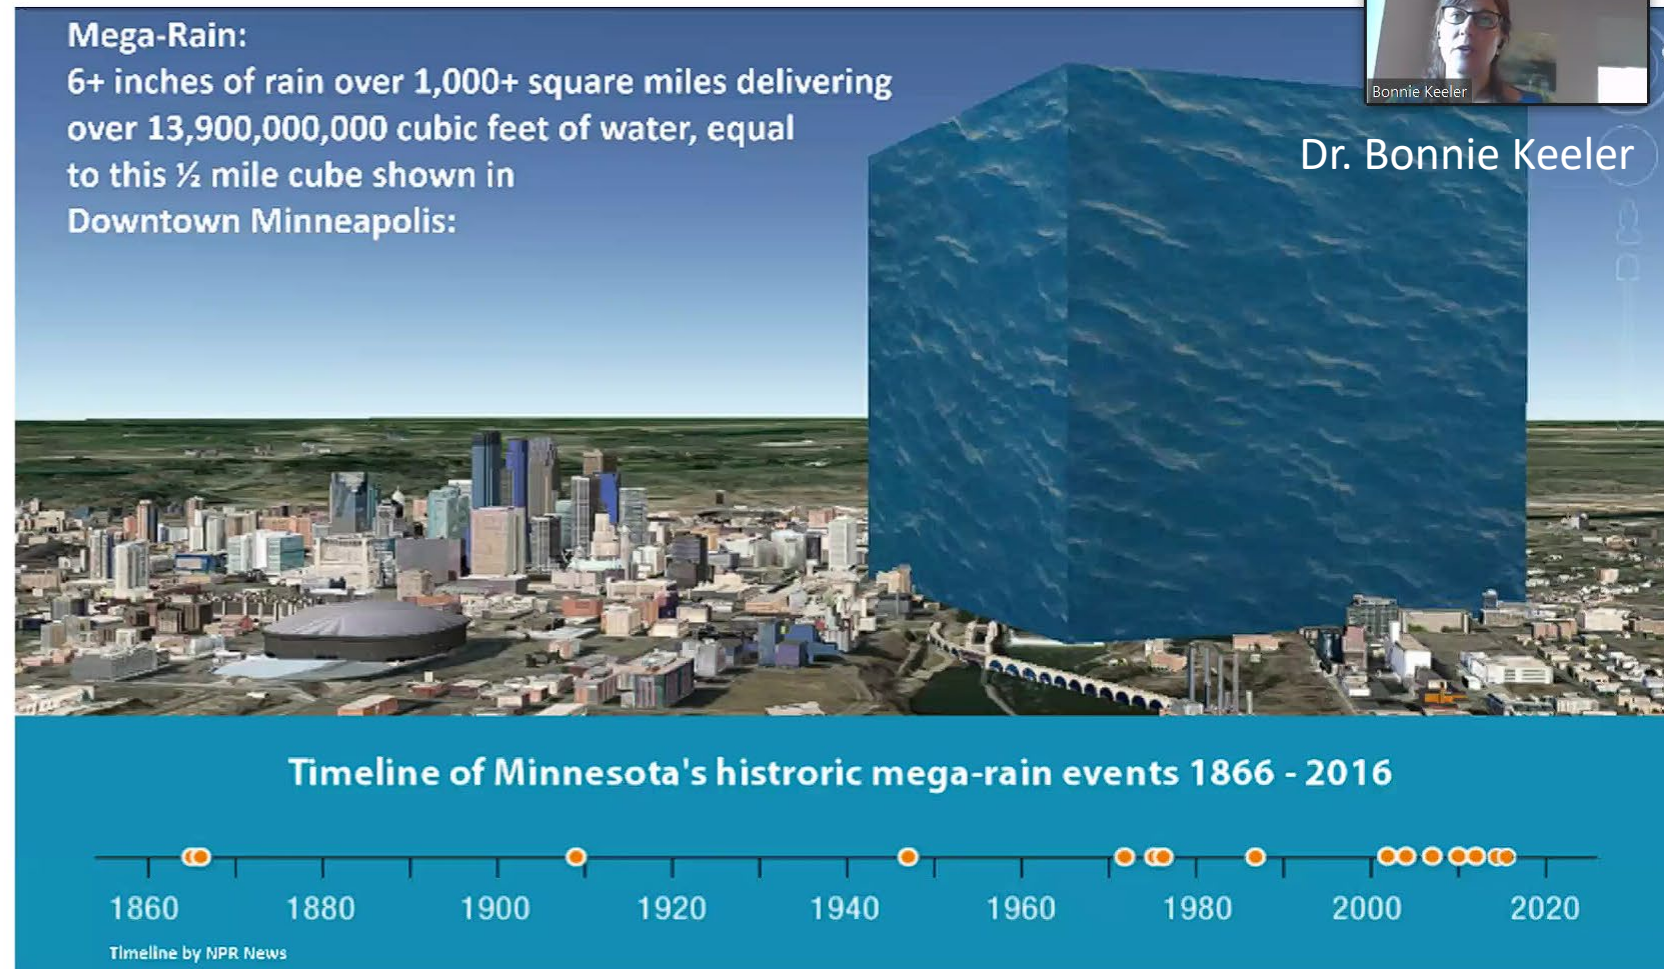 Mega-Rain:
6+ inches of rain over 1,000+ square miles delivering
over 13,900,000,000 cubic feet of water, equal
to this ½ mile cube shown in
Downtown Minneapolis:
Bonnie Keeler
Dr. Bonnie Keeler
Timeline of Minnesota's histroric mega-rain events 1866 - 2016
1860 1880 1900 1920 1940 1960 1980 2000 2020
Timeline by NPR News